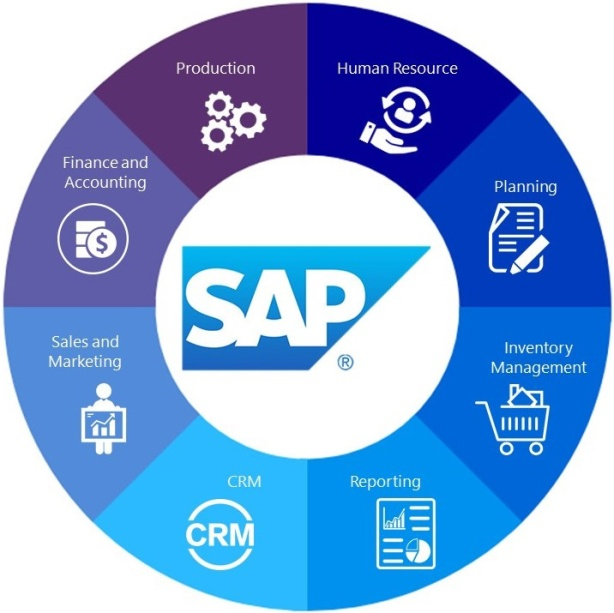 Production
Human Resource
Finance and
Accounting
Planning
$
SAP
®
Sales and
Marketing
Inventory
Management
CRM
Reporting
CRM